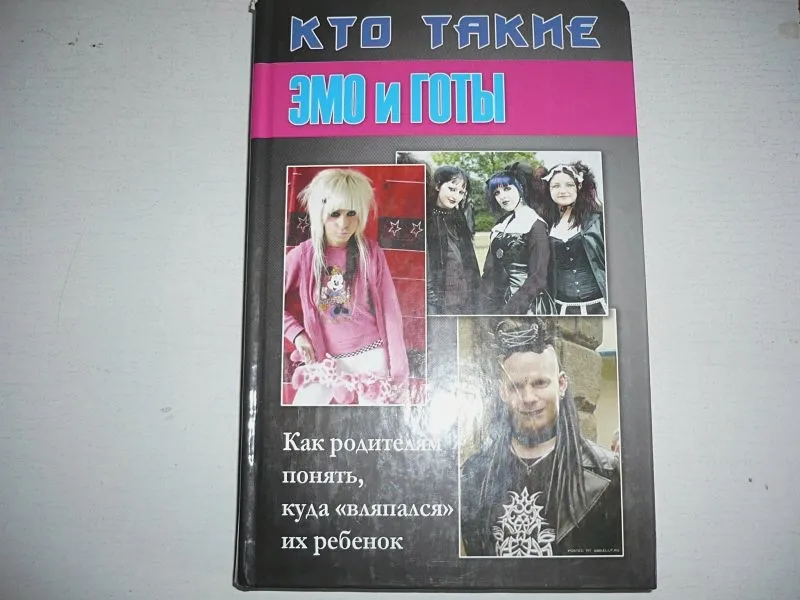 КТО ТАКИЕ
ЭМО и ГОТЫ
Как родителям
понять,
куда «вляпался»
их ребенок